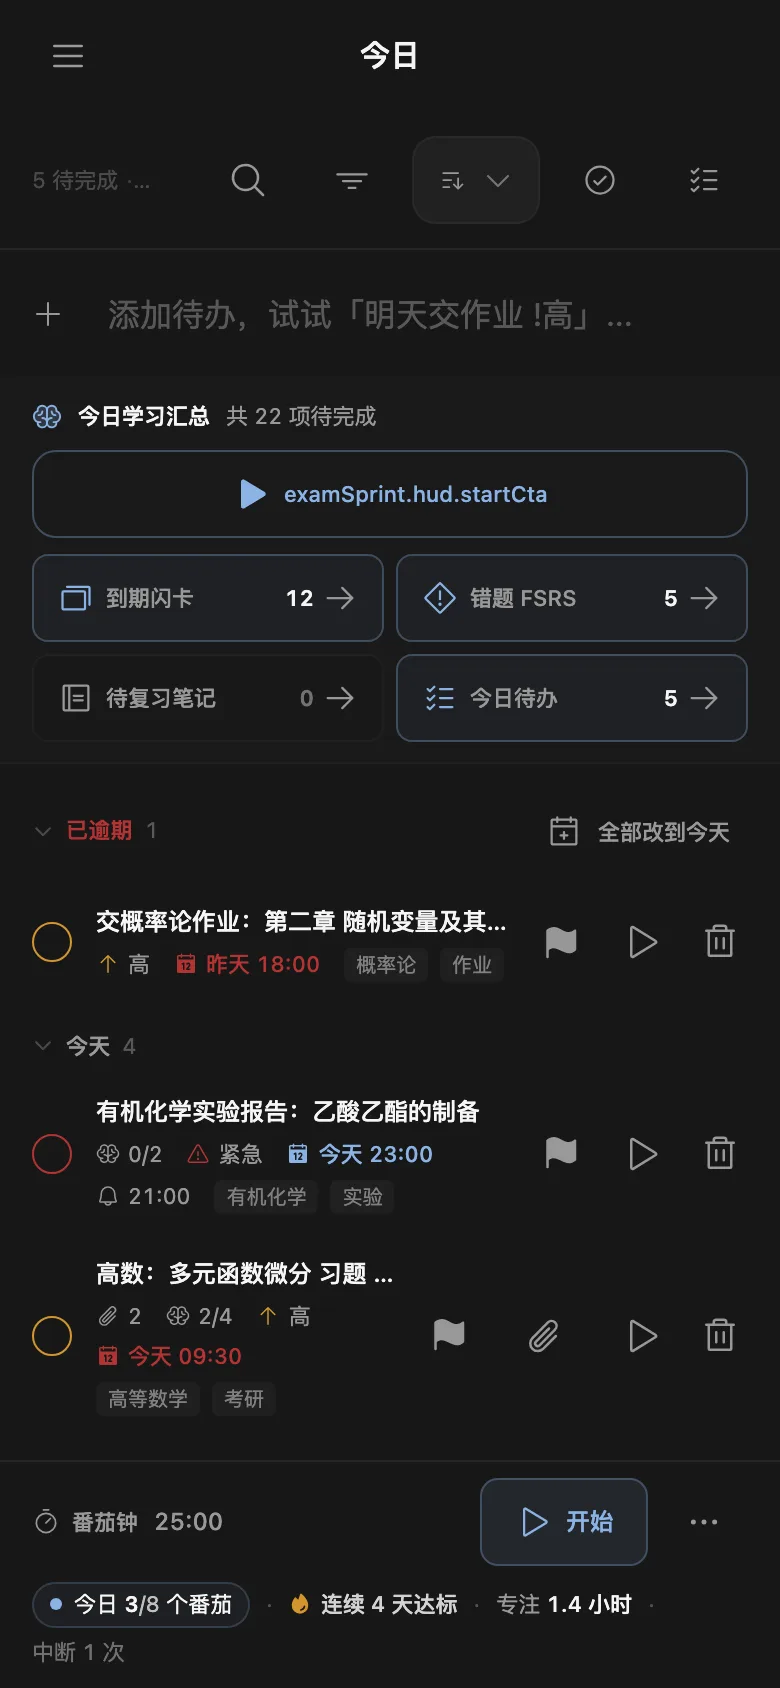 今日
5 待完成 ·...
添加待办，试试「明天交作业 !高」...
今日学习汇总 共 22 项待完成
examSprint.hud.startCta
到期闪卡 12
错题 FSRS 5
待复习笔记 0
今日待办 5
已逾期 1 全部改到今天
交概率论作业：第二章 随机变量及其...
高 昨天 18:00 概率论 作业
今天 4
有机化学实验报告：乙酸乙酯的制备
0/2 紧急 今天 23:00
21:00 有机化学 实验
高数：多元函数微分 习题 ...
2 2/4 高
今天 09:30
高等数学 考研
番茄钟 25:00 开始
今日 3/8 个番茄 · 连续 4 天达标 · 专注 1.4 小时 ·
中断 1 次